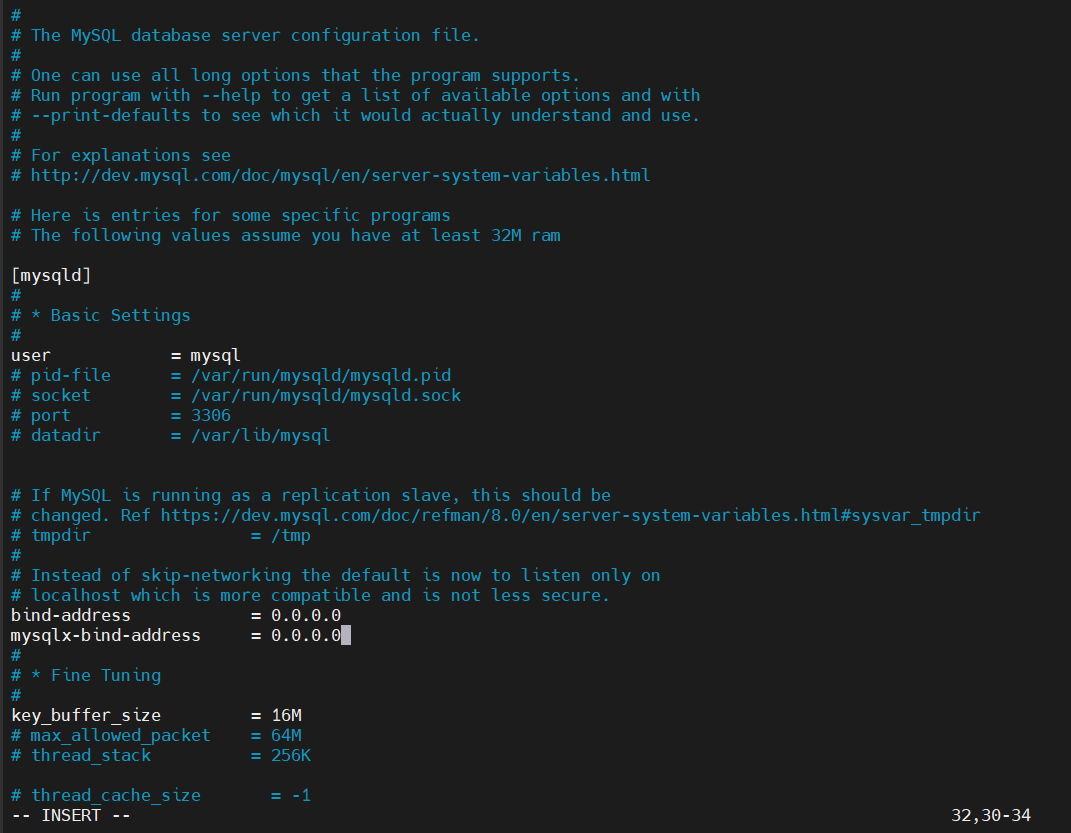 #
# The MySQL database server configuration file.
#
# One can use all long options that the program supports.
# Run program with --help to get a list of available options and with
# --print-defaults to see which it would actually understand and use.
#
# For explanations see
# http://dev.mysql.com/doc/mysql/en/server-system-variables.html

# Here is entries for some specific programs
# The following values assume you have at least 32M ram

[mysqld]
#
# * Basic Settings
#
user            = mysql
# pid-file      = /var/run/mysqld/mysqld.pid
# socket        = /var/run/mysqld/mysqld.sock
# port          = 3306
# datadir       = /var/lib/mysql


# If MySQL is running as a replication slave, this should be
# changed. Ref https://dev.mysql.com/doc/refman/8.0/en/server-system-variables.html#sysvar_tmpdir
# tmpdir                = /tmp
#
# Instead of skip-networking the default is now to listen only on
# localhost which is more compatible and is not less secure.
bind-address            = 0.0.0.0
mysqlx-bind-address     = 0.0.0.0
#
# * Fine Tuning
#
key_buffer_size         = 16M
# max_allowed_packet    = 64M
# thread_stack          = 256K

# thread_cache_size       = -1
-- INSERT --                                                                                  32,30-34